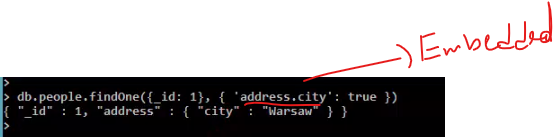 Embedded
>
> db.people.findOne({_id: 1}, { 'address.city': true })
{ "_id" : 1, "address" : { "city" : "Warsaw" } }
>